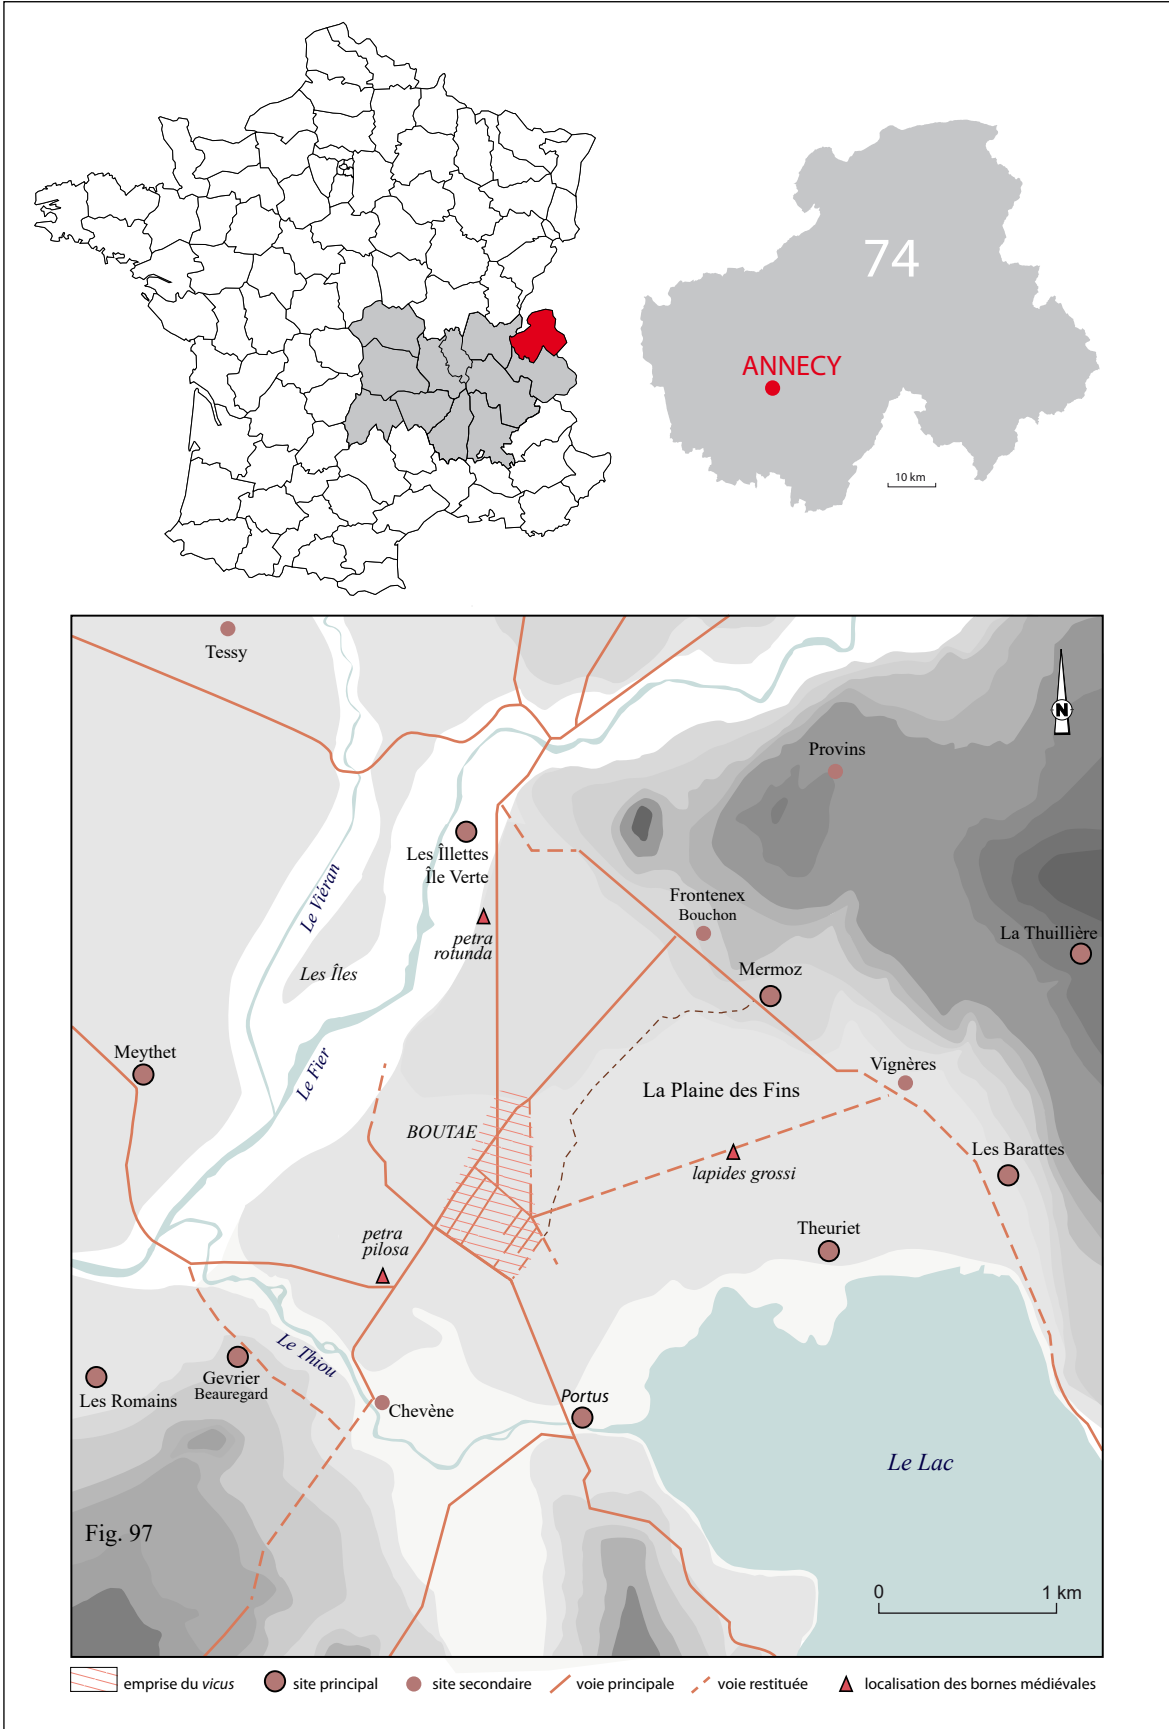 74
ANNECY
10 km
Tessy
N
Provins
Les Îllettes
Île Verte
Le Viéran
Frontenex
Bouchon
petra
rotunda
La Thuillière
Les Îles
Mermoz
Meythet
Le Fier
Vignères
La Plaine des Fins
BOUTAE
Les Barattes
lapides grossi
petra
pilosa
Theuriet
Le Thiou
Gevrier
Beauregard
Les Romains
Chevène
Portus
Le Lac
Fig. 97
0 1 km
emprise du vicus site principal site secondaire voie principale voie restituée localisation des bornes médiévales